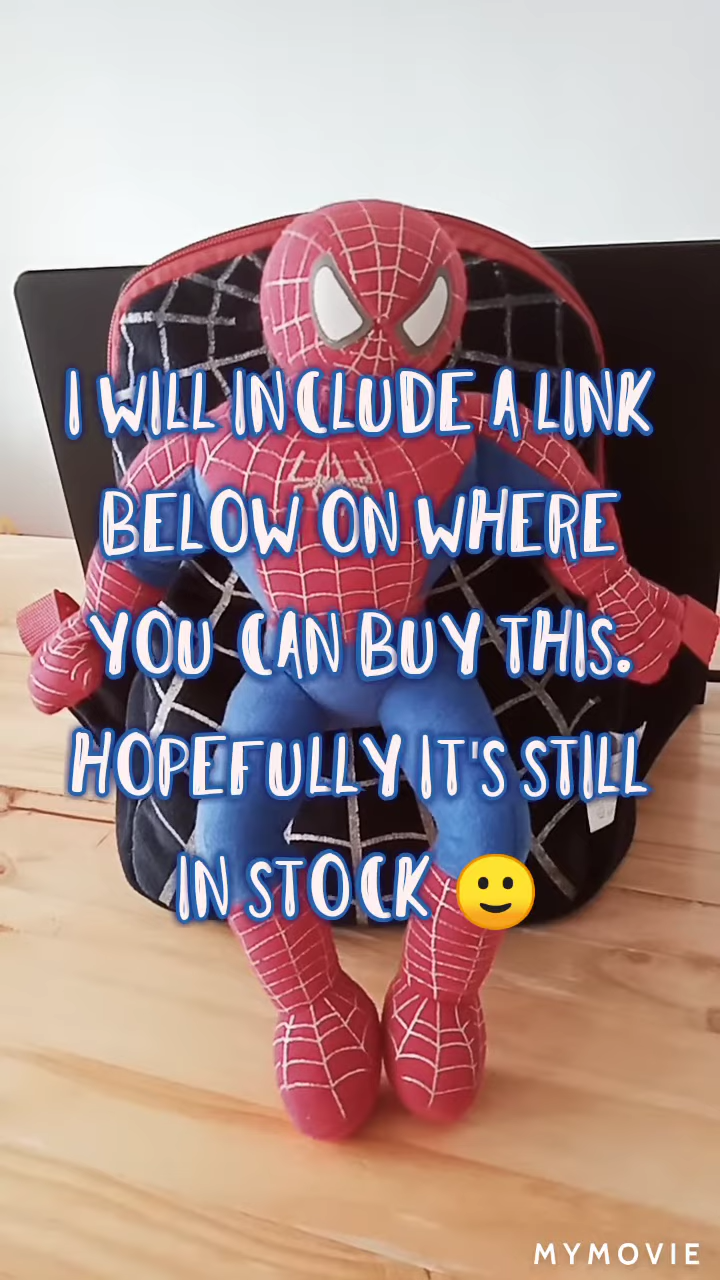 I WILL INCLUDE A LINK
BELOW ON WHERE
YOU CAN BUY THIS.
HOPEFULLY IT'S STILL
IN STOCK 🙂
MYMOVIE